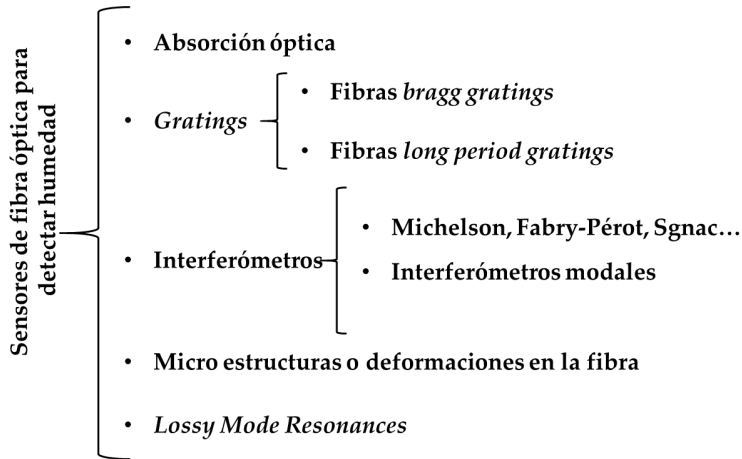 Sensores de fibra óptica para
detectar humedad
• Absorción óptica
• Gratings
• Fibras bragg gratings
• Fibras long period gratings
• Interferómetros
• Michelson, Fabry-Pérot, Sgnac...
• Interferómetros modales
• Micro estructuras o deformaciones en la fibra
• Lossy Mode Resonances